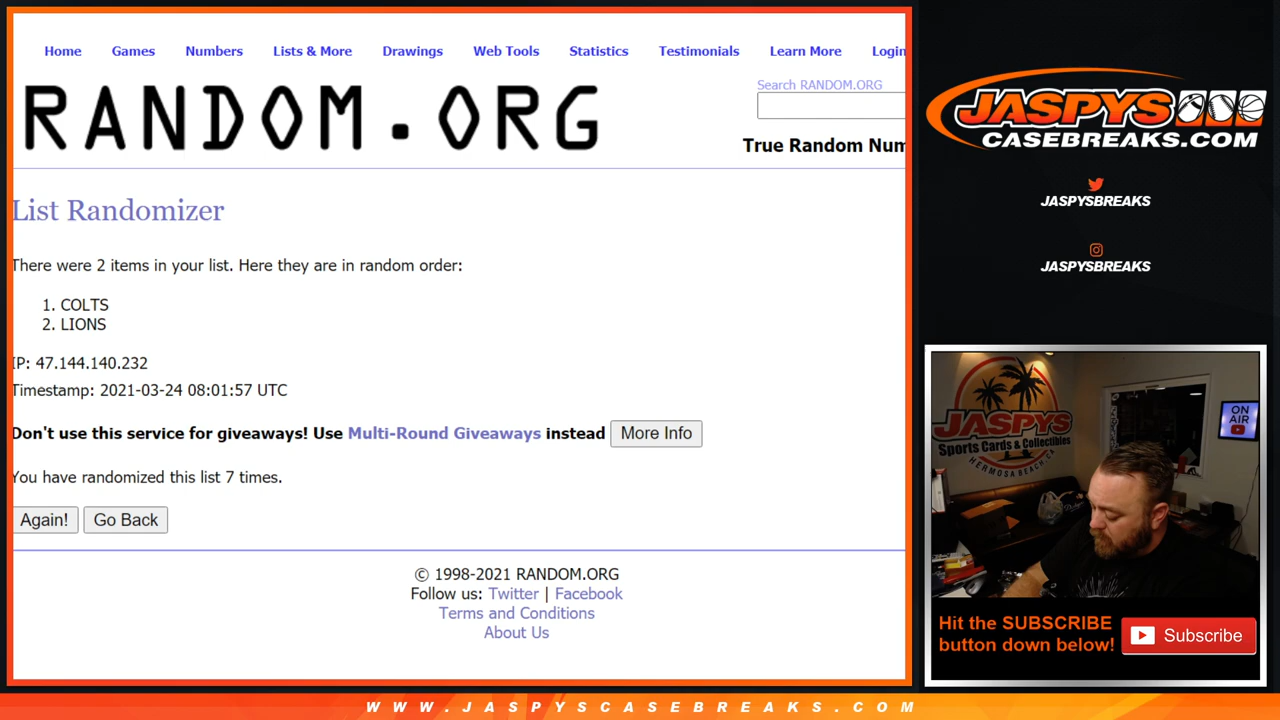 Home Games Numbers Lists & More Drawings Web Tools Statistics Testimonials Learn More Login
RANDOM.ORG
Search RANDOM.ORG
True Random Num
List Randomizer
There were 2 items in your list. Here they are in random order:
1. COLTS
2. LIONS
IP: 47.144.140.232
Timestamp: 2021-03-24 08:01:57 UTC
Don't use this service for giveaways! Use Multi-Round Giveaways instead More Info
You have randomized this list 7 times.
Again! Go Back
© 1998-2021 RANDOM.ORG
Follow us: Twitter | Facebook
Terms and Conditions
About Us
JASPYS
CASEBREAKS.COM
JASPYSBREAKS
JASPYSBREAKS
JASPYS
Sports Cards & Collectibles
HERMOSA BEACH, CA
ON
AIR
Hit the SUBSCRIBE
button down below!
Subscribe
WWW.JASPYSCASEBREAKS.COM